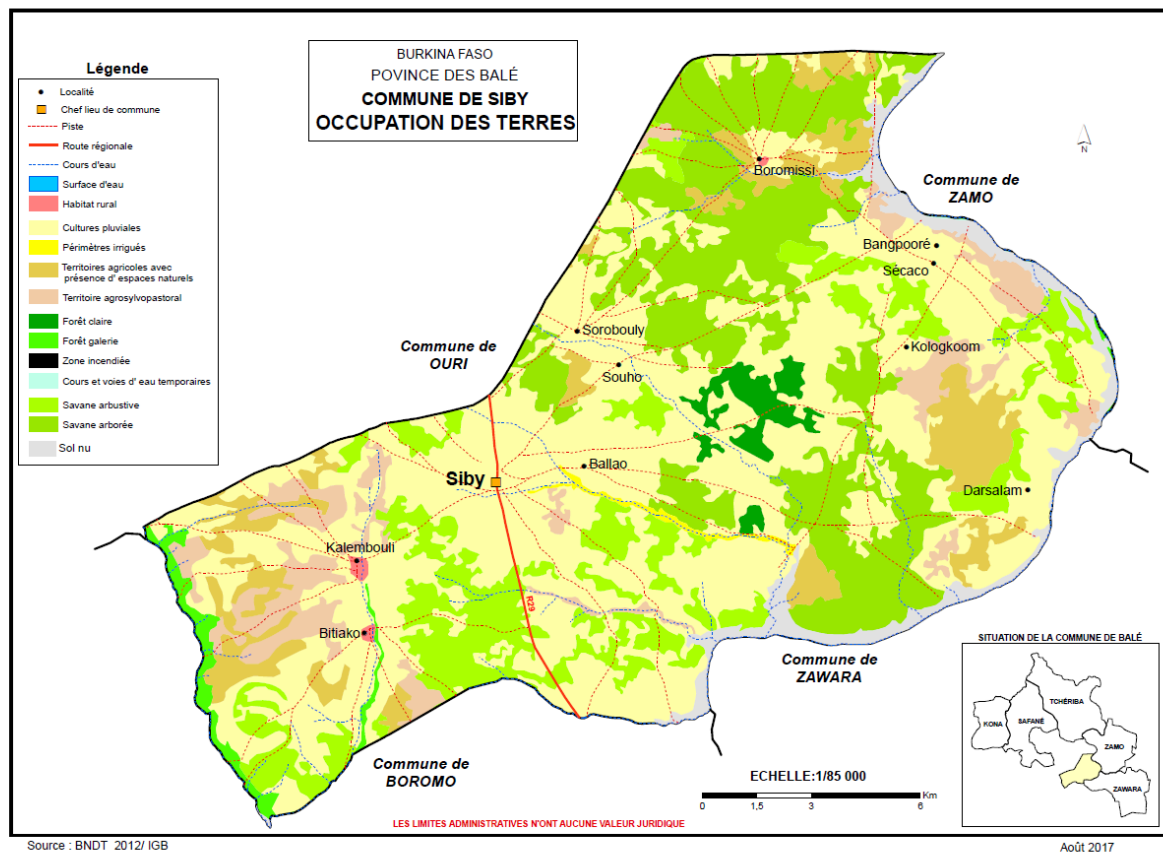 BURKINA FASO
POVINCE DES BALÉ
COMMUNE DE SIBY
OCCUPATION DES TERRES
Légende
Localité
Chef lieu de commune
Piste
Route régionale
Cours d'eau
Surface d'eau
Habitat rural
Cultures pluviales
Périmètres irrigués
Territoires agricoles avec
présence d' espaces naturels
Territoire agrosylvopastoral
Forêt claire
Forêt galerie
Zone incendiée
Cours et voies d' eau temporaires
Savane arbustive
Savane arborée
Sol nu
N
Boromissi
Commune de
ZAMO
Bangpooré
Sécaco
Sorobouly
Commune de
OURI
Kologkoom
Souho
Ballao
Siby
Darsalam
Kalembouli
R29
Bitiako
Commune de
ZAWARA
Commune de
BOROMO
SITUATION DE LA COMMUNE DE BALÉ
TCHÉRIBA
KONA
SAFANÉ
ZAMO
ZAWARA
ECHELLE:1/85 000
0 1,5 3 6 Km
LES LIMITES ADMINISTRATIVES N'ONT AUCUNE VALEUR JURIDIQUE
Source : BNDT 2012/ IGB
Août 2017